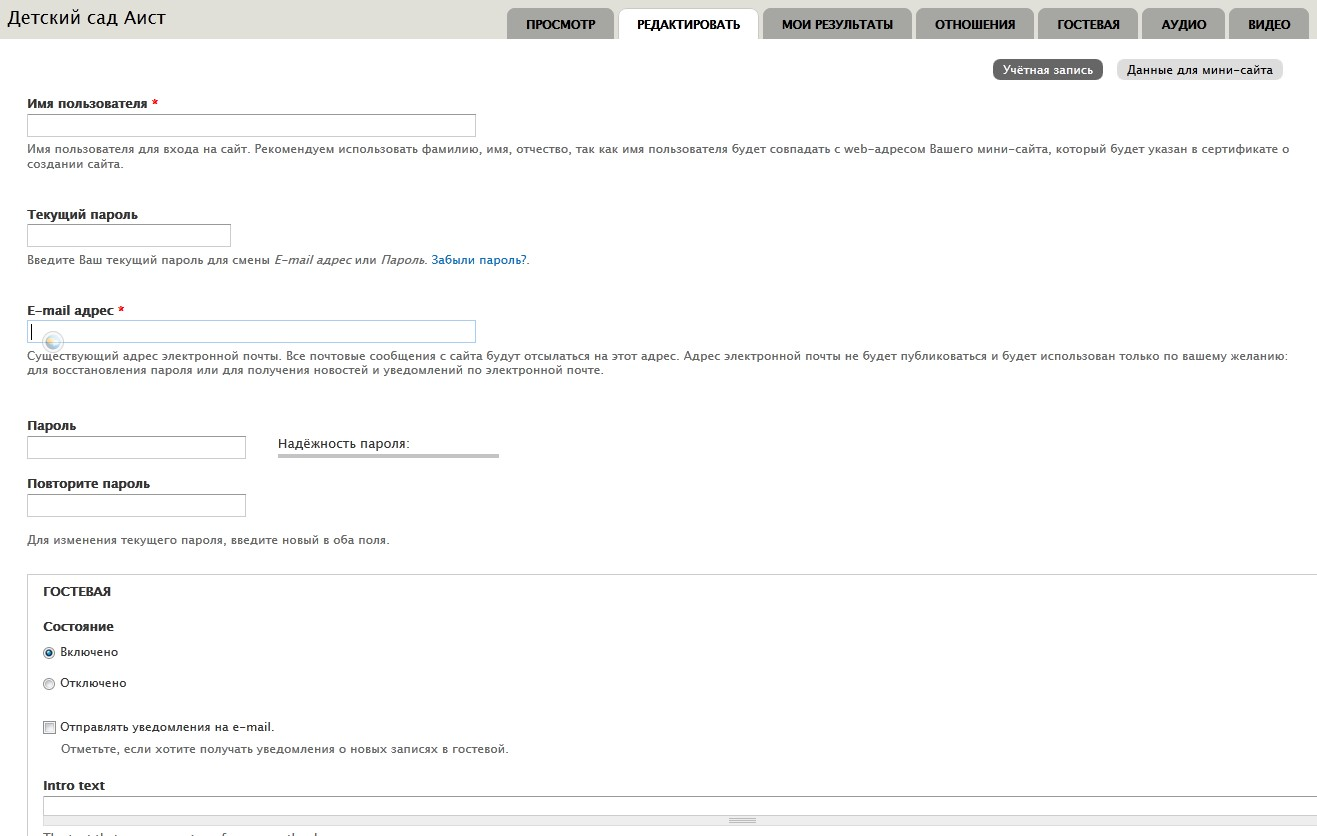 Детский сад Аист
ПРОСМОТР РЕДАКТИРОВАТЬ МОИ РЕЗУЛЬТАТЫ ОТНОШЕНИЯ ГОСТЕВАЯ АУДИО ВИДЕО
Учётная запись Данные для мини-сайта
Имя пользователя *
Имя пользователя для входа на сайт. Рекомендуем использовать фамилию, имя, отчество, так как имя пользователя будет совпадать с web-адресом Вашего мини-сайта, который будет указан в сертификате о
создании сайта.
Текущий пароль
Введите Ваш текущий пароль для смены E-mail адрес или Пароль. Забыли пароль?.
E-mail адрес *
Существующий адрес электронной почты. Все почтовые сообщения с сайта будут отсылаться на этот адрес. Адрес электронной почты не будет публиковаться и будет использован только по вашему желанию:
для восстановления пароля или для получения новостей и уведомлений по электронной почте.
Пароль
Надёжность пароля:
Повторите пароль
Для изменения текущего пароля, введите новый в оба поля.
ГОСТЕВАЯ
Состояние
Включено
Отключено
Отправлять уведомления на e-mail.
Отметьте, если хотите получать уведомления о новых записях в гостевой.
Intro text